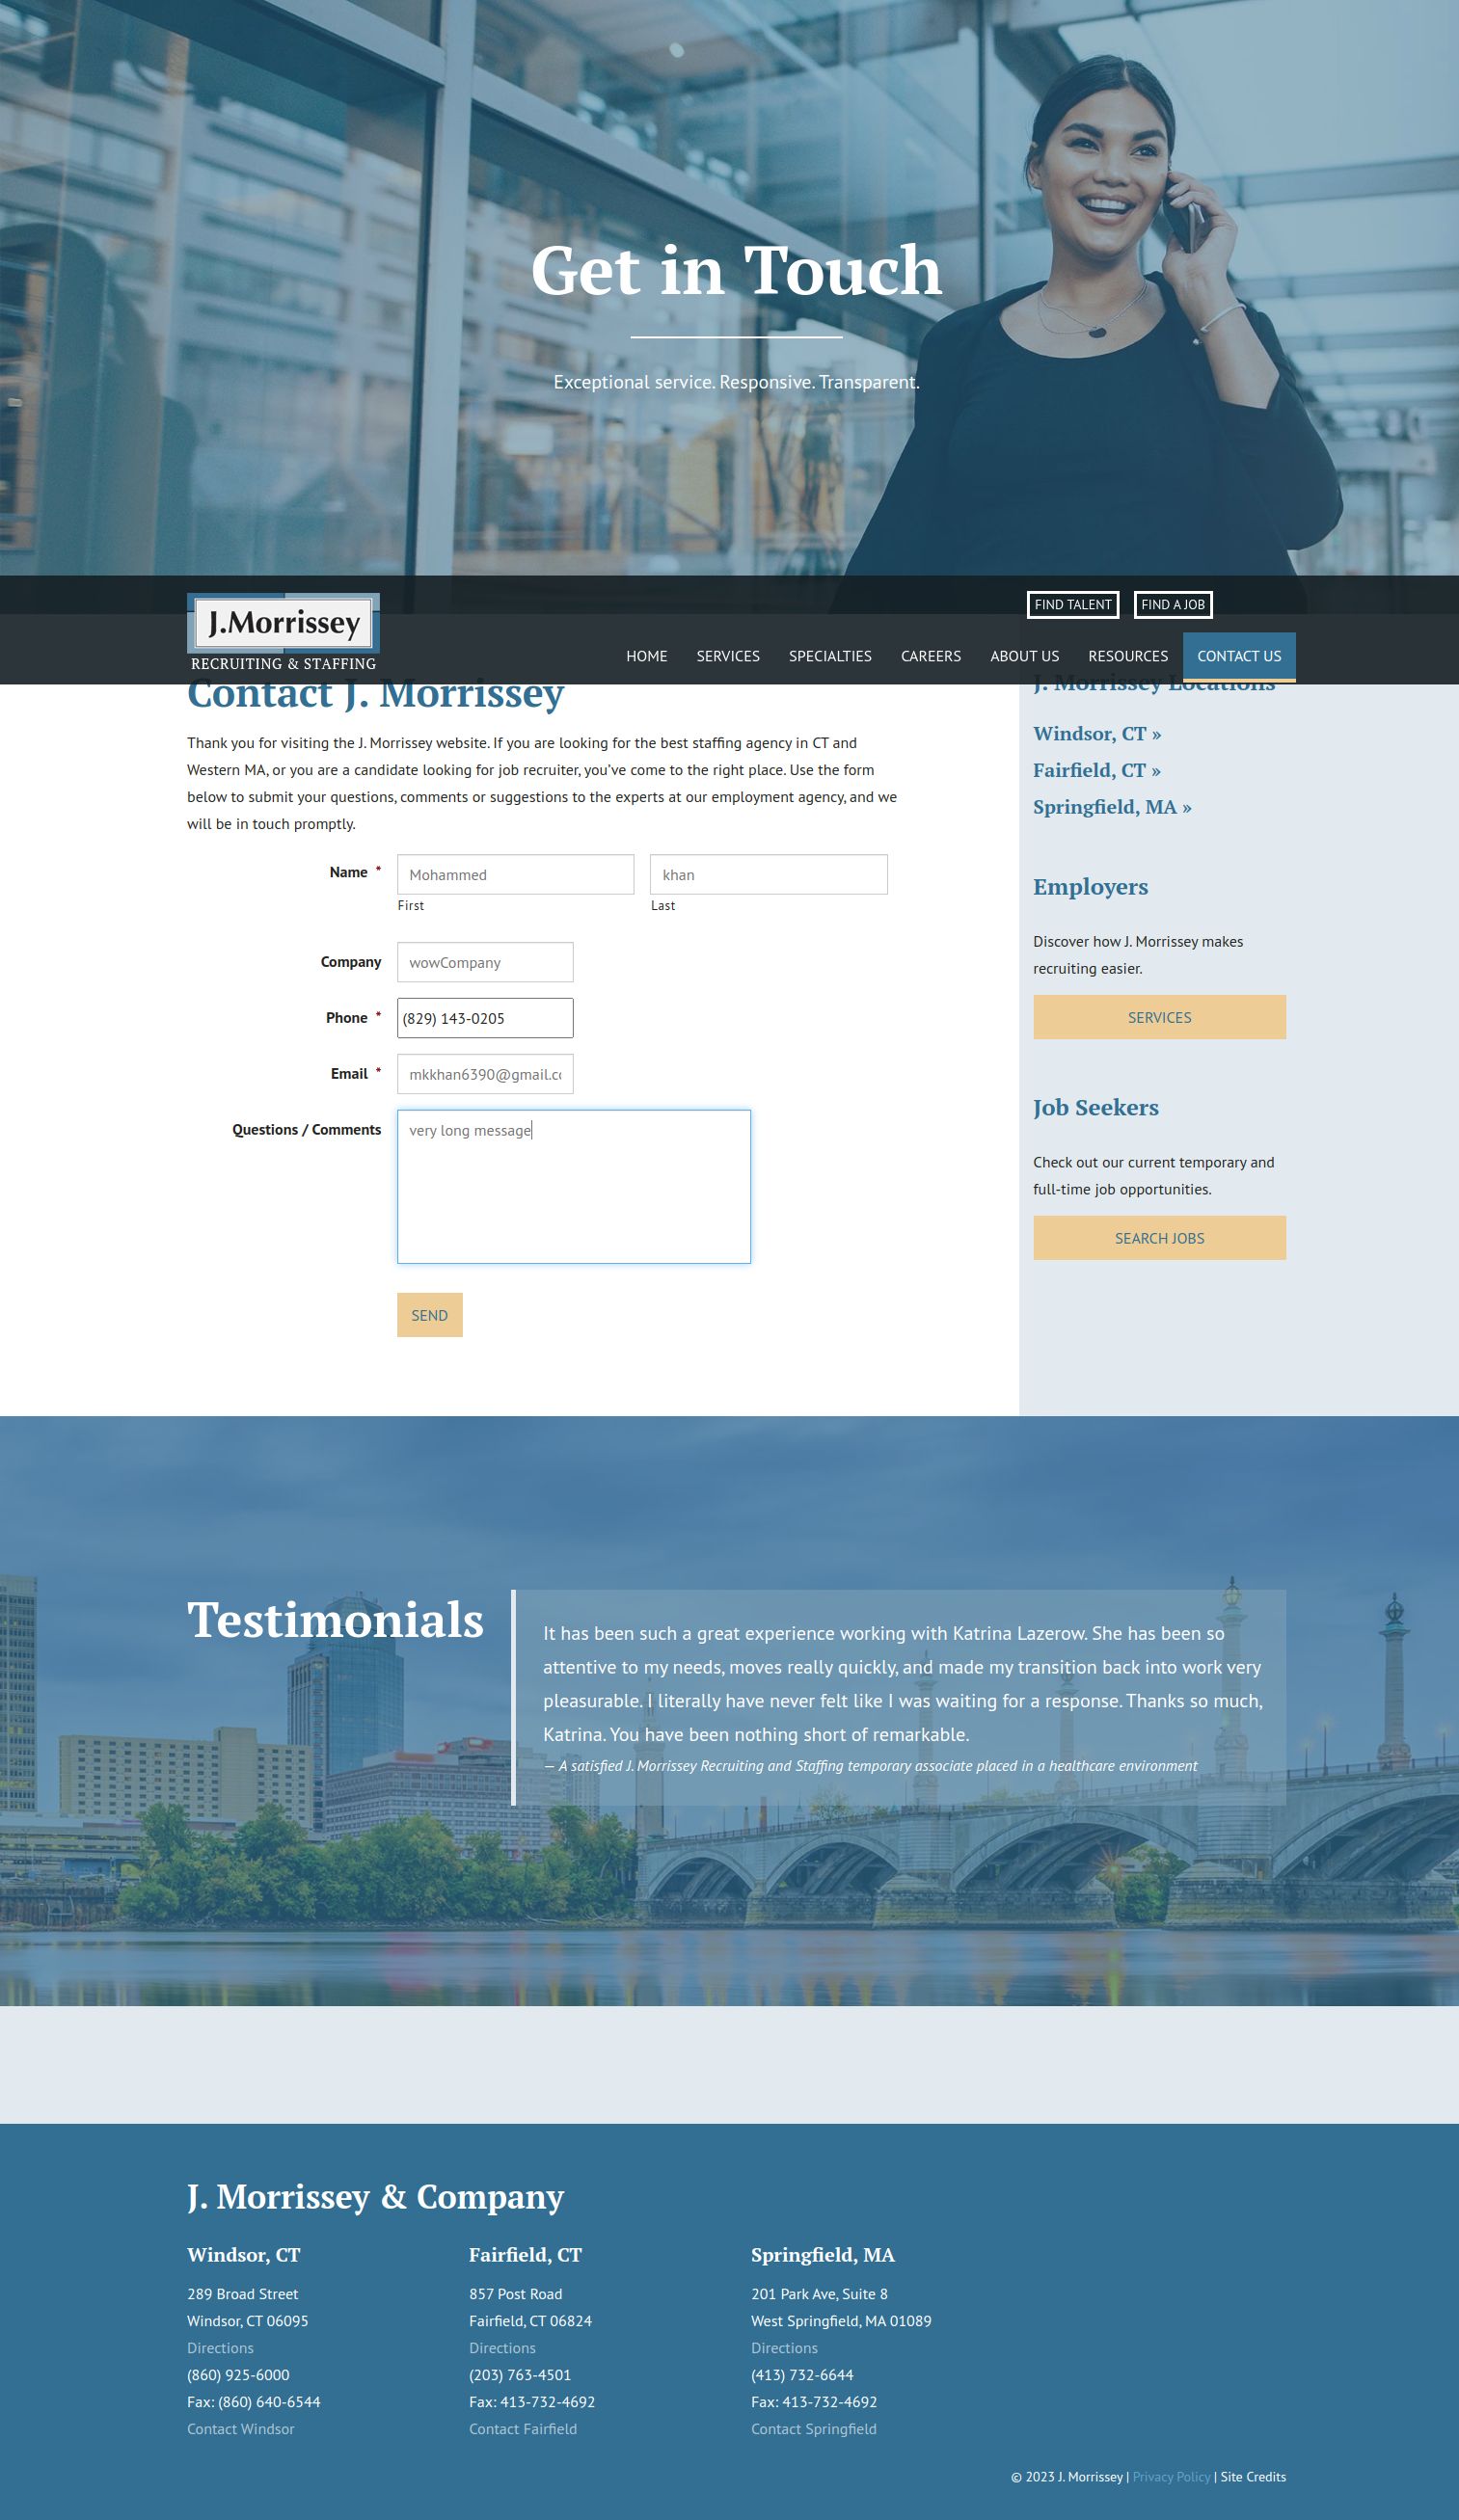 Get in Touch
Exceptional service. Responsive. Transparent.
FIND TALENT
FIND A JOB
J.Morrissey
RECRUITING & STAFFING
HOME
SERVICES
SPECIALTIES
CAREERS
ABOUT US
RESOURCES
CONTACT US
Contact J. Morrissey
Thank you for visiting the J. Morrissey website. If you are looking for the best staffing agency in CT and
Western MA, or you are a candidate looking for job recruiter, you've come to the right place. Use the form
below to submit your questions, comments or suggestions to the experts at our employment agency, and we
will be in touch promptly.
Name *
Mohammed
khan
First
Last
Company
wowCompany
Phone *
(829) 143-0205
Email *
mkkhan6390@gmail.co
Questions / Comments
very long message
SEND
J. Morrissey Locations
Windsor, CT »
Fairfield, CT »
Springfield, MA »
Employers
Discover how J. Morrissey makes
recruiting easier.
SERVICES
Job Seekers
Check out our current temporary and
full-time job opportunities.
SEARCH JOBS
Testimonials
It has been such a great experience working with Katrina Lazerow. She has been so
attentive to my needs, moves really quickly, and made my transition back into work very
pleasurable. I literally have never felt like I was waiting for a response. Thanks so much,
Katrina. You have been nothing short of remarkable.
— A satisfied J. Morrissey Recruiting and Staffing temporary associate placed in a healthcare environment
J. Morrissey & Company
Windsor, CT
289 Broad Street
Windsor, CT 06095
Directions
(860) 925-6000
Fax: (860) 640-6544
Contact Windsor
Fairfield, CT
857 Post Road
Fairfield, CT 06824
Directions
(203) 763-4501
Fax: 413-732-4692
Contact Fairfield
Springfield, MA
201 Park Ave, Suite 8
West Springfield, MA 01089
Directions
(413) 732-6644
Fax: 413-732-4692
Contact Springfield
© 2023 J. Morrissey | Privacy Policy | Site Credits